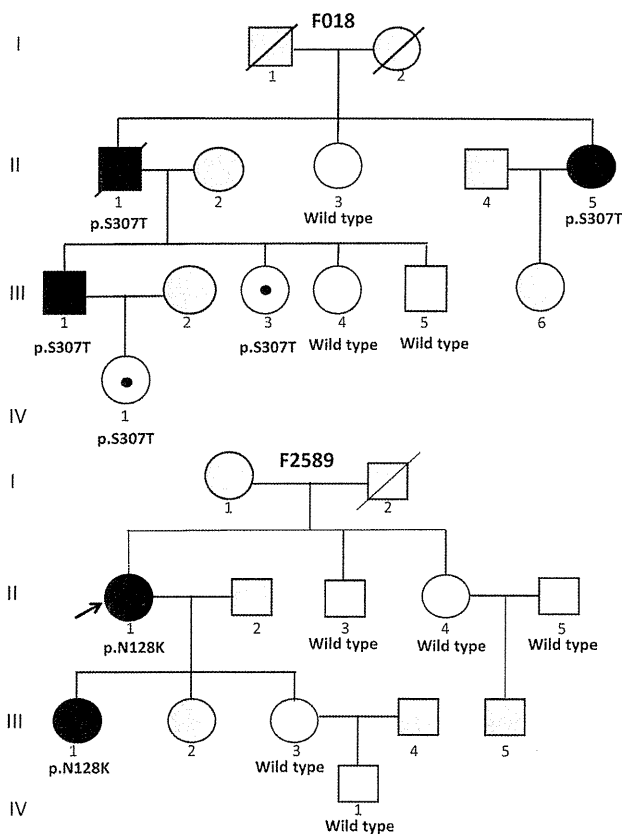 F018
I
1 2
II
1 2 3 4 5
p.S307T Wild type p.S307T
III
1 2 3 4 5 6
p.S307T p.S307T Wild type Wild type
1
IV
p.S307T
F2589
I
1 2
II
1 2 3 4 5
p.N128K Wild type Wild type Wild type
III
1 2 3 4 5
p.N128K Wild type
IV
1
Wild type